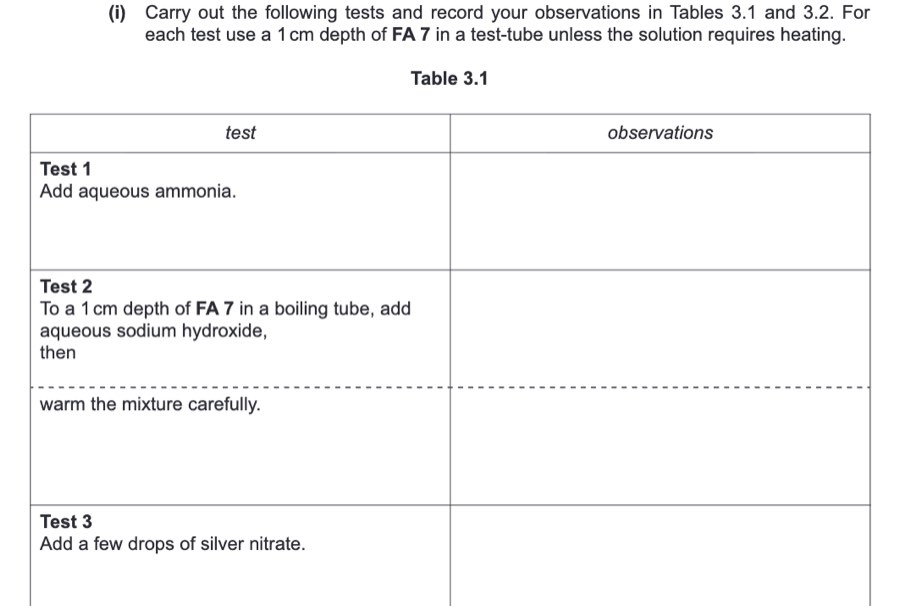 (i) Carry out the following tests and record your observations in Tables 3.1 and 3.2. For
each test use a 1 cm depth of FA 7 in a test-tube unless the solution requires heating.
Table 3.1
test
observations
Test 1
Add aqueous ammonia.
Test 2
To a 1 cm depth of FA 7 in a boiling tube, add
aqueous sodium hydroxide,
then
warm the mixture carefully.
Test 3
Add a few drops of silver nitrate.